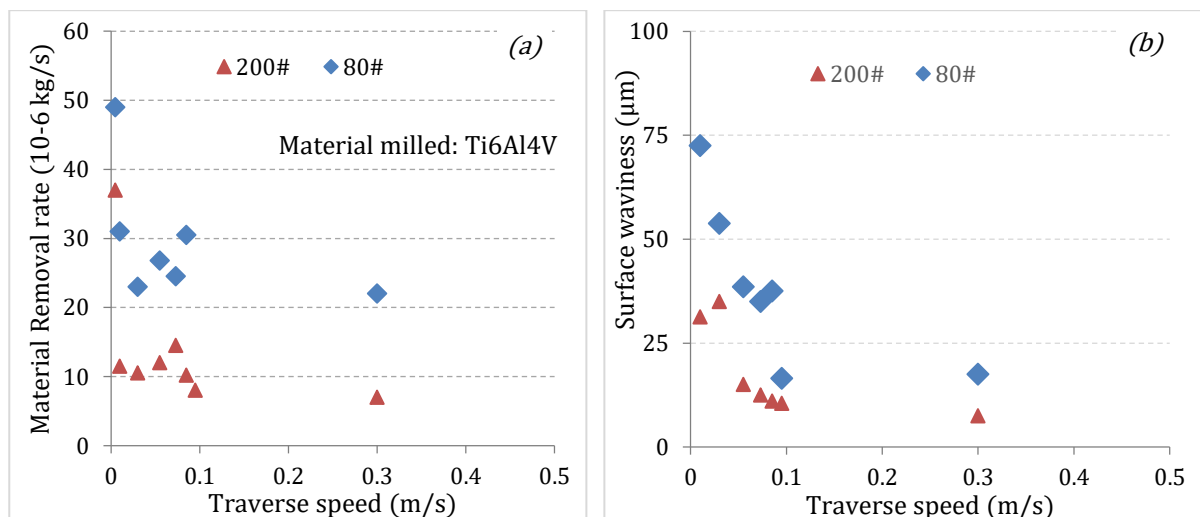 (a)
200# 80#
Material milled: Ti6Al4V
Material Removal rate (10-6 kg/s)
60
50
40
30
20
10
0
0 0.1 0.2 0.3 0.4 0.5
Traverse speed (m/s)
(b)
200# 80#
Surface waviness (µm)
100
75
50
25
0
0 0.1 0.2 0.3 0.4 0.5
Traverse speed (m/s)